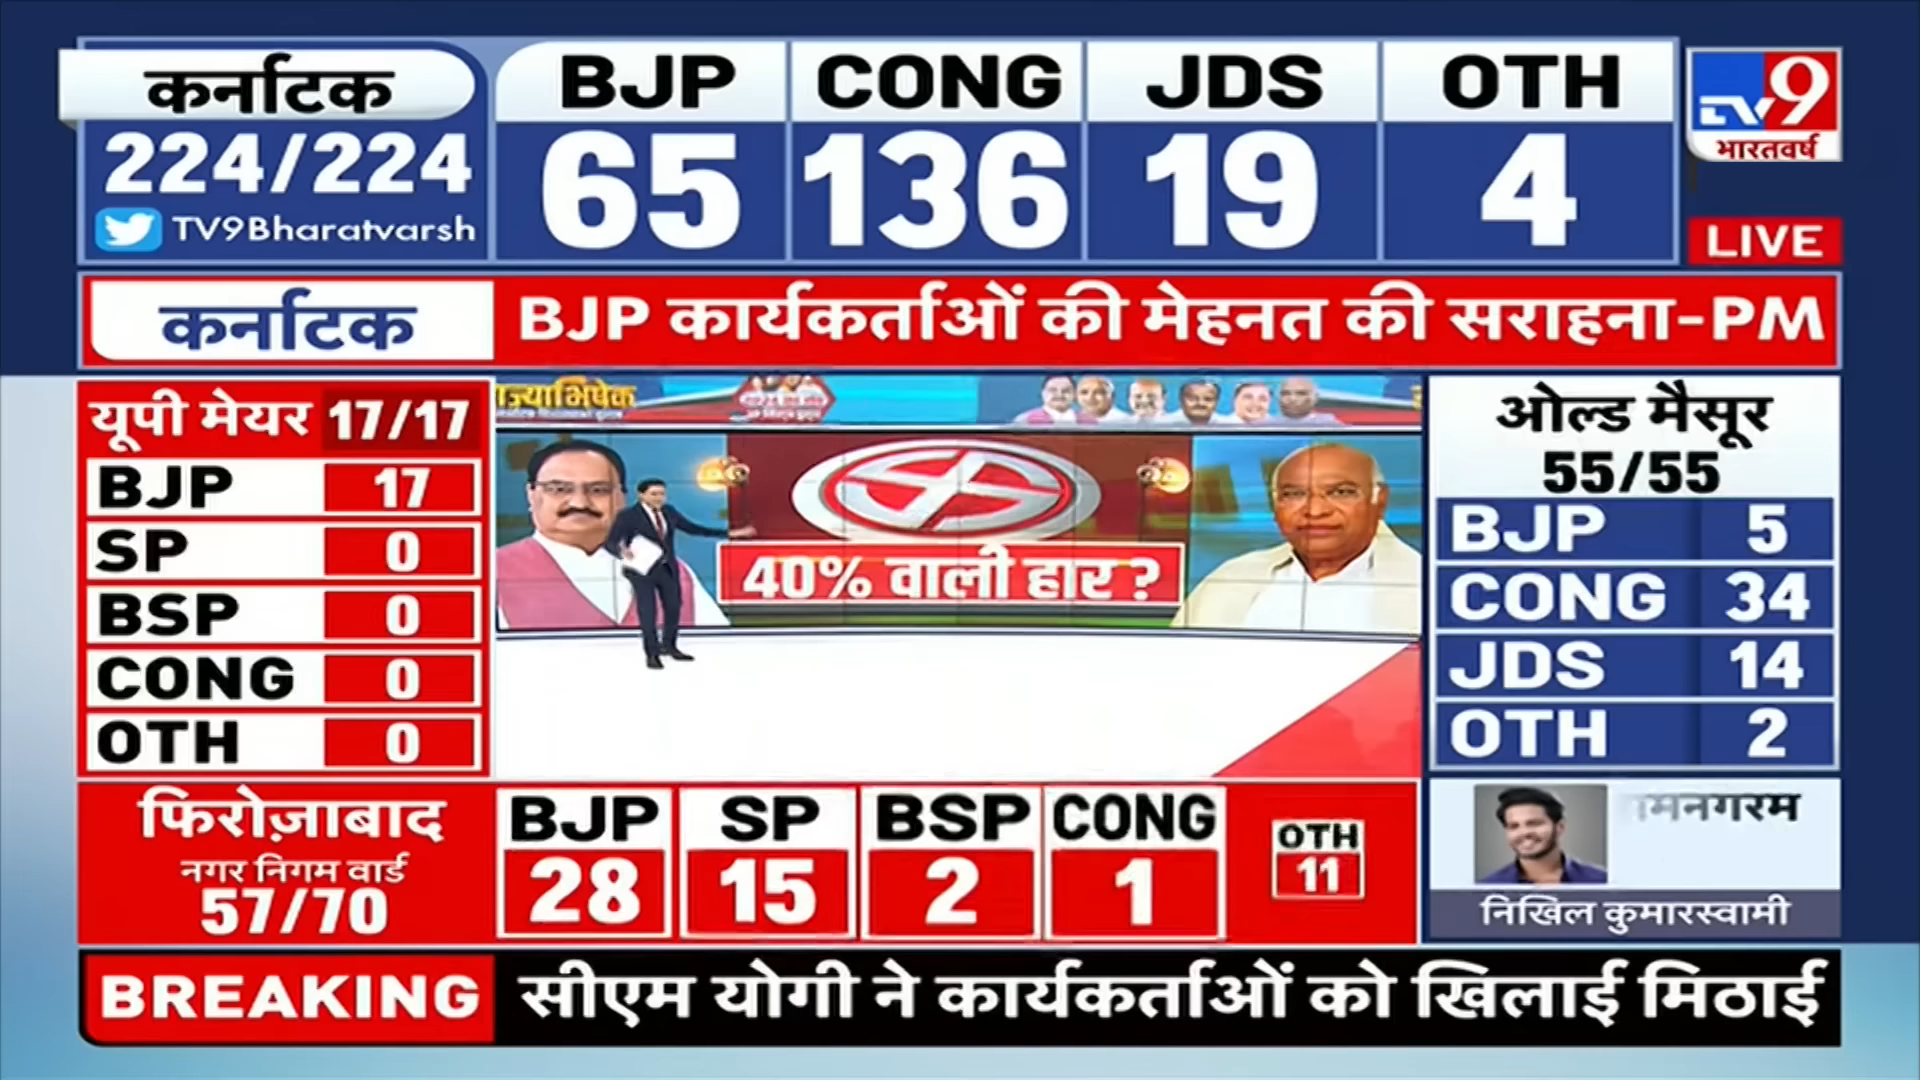 कर्नाटक
224/224
TV9Bharatvarsh
BJP CONG JDS OTH
65 136 19 4
TV9
भारतवर्ष
LIVE
कर्नाटक
BJP कार्यकर्ताओं की मेहनत की सराहना-PM
यूपी मेयर 17/17
BJP 17
SP 0
BSP 0
CONG 0
OTH 0
40% वाली हार ?
ओल्ड मैसूर
55/55
BJP 5
CONG 34
JDS 14
OTH 2
फिरोज़ाबाद
नगर निगम वार्ड
57/70
BJP SP BSP CONG OTH
28 15 2 1 11
निखिल कुमारस्वामी
BREAKING
सीएम योगी ने कार्यकर्ताओं को खिलाई मिठाई